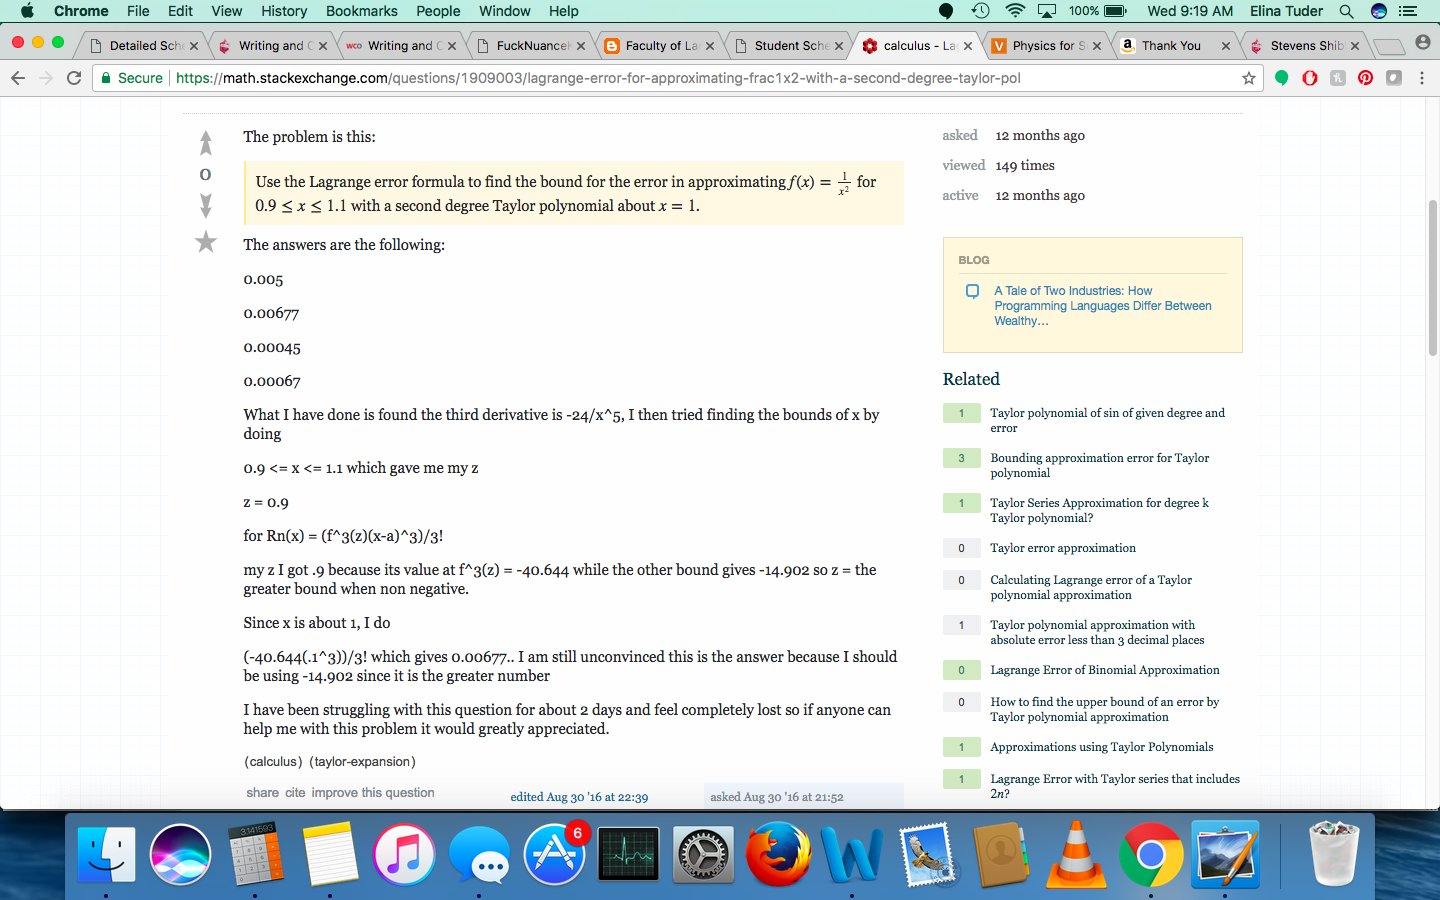 Chrome File Edit View History Bookmarks People Window Help 100% Wed 9:19 AM Elina Tuder
Detailed Sche Writing and C wco Writing and C FuckNuance Faculty of La Student Sche calculus - La V Physics for S a Thank You Stevens Shib
Secure https://math.stackexchange.com/questions/1909003/lagrange-error-for-approximating-frac1x2-with-a-second-degree-taylor-pol
The problem is this:
0
Use the Lagrange error formula to find the bound for the error in approximating f(x) = 1/x² for
0.9 ≤ x ≤ 1.1 with a second degree Taylor polynomial about x = 1.
The answers are the following:
0.005
0.00677
0.00045
0.00067
What I have done is found the third derivative is -24/x^5, I then tried finding the bounds of x by
doing
0.9 <= x <= 1.1 which gave me my z
z = 0.9
for Rn(x) = (f^3(z)(x-a)^3)/3!
my z I got .9 because its value at f^3(z) = -40.644 while the other bound gives -14.902 so z = the
greater bound when non negative.
Since x is about 1, I do
(-40.644(.1^3))/3! which gives 0.00677.. I am still unconvinced this is the answer because I should
be using -14.902 since it is the greater number
I have been struggling with this question for about 2 days and feel completely lost so if anyone can
help me with this problem it would greatly appreciated.
(calculus) (taylor-expansion)
share cite improve this question
edited Aug 30 '16 at 22:39
asked Aug 30 '16 at 21:52
asked 12 months ago
viewed 149 times
active 12 months ago
BLOG
A Tale of Two Industries: How
Programming Languages Differ Between
Wealthy…
Related
1 Taylor polynomial of sin of given degree and
error
3 Bounding approximation error for Taylor
polynomial
1 Taylor Series Approximation for degree k
Taylor polynomial?
0 Taylor error approximation
0 Calculating Lagrange error of a Taylor
polynomial approximation
1 Taylor polynomial approximation with
absolute error less than 3 decimal places
0 Lagrange Error of Binomial Approximation
0 How to find the upper bound of an error by
Taylor polynomial approximation
1 Approximations using Taylor Polynomials
1 Lagrange Error with Taylor series that includes
2n?
3.141593
6